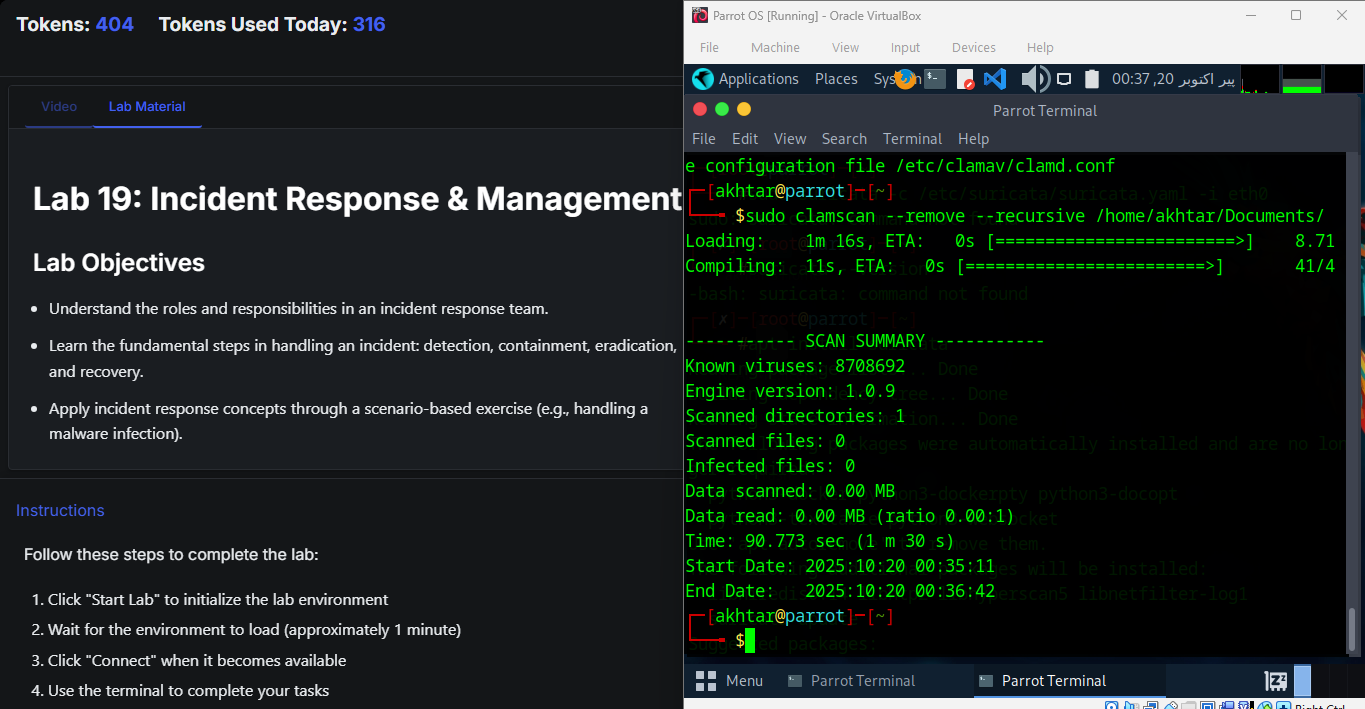 Tokens: 404 Tokens Used Today: 316
Video Lab Material
Lab 19: Incident Response & Management
Lab Objectives
• Understand the roles and responsibilities in an incident response team.
• Learn the fundamental steps in handling an incident: detection, containment, eradication,
and recovery.
• Apply incident response concepts through a scenario-based exercise (e.g., handling a
malware infection).
Instructions
Follow these steps to complete the lab:
1. Click "Start Lab" to initialize the lab environment
2. Wait for the environment to load (approximately 1 minute)
3. Click "Connect" when it becomes available
4. Use the terminal to complete your tasks
Parrot OS [Running] - Oracle VirtualBox
File Machine View Input Devices Help
Applications Places
پیر اکتوبر 20, 00:37
Parrot Terminal
File Edit View Search Terminal Help
e configuration file /etc/clamav/clamd.conf
[akhtar@parrot]-[~]
c /etc/suricata/suricata.yaml -i eth0
$sudo clamscan --remove --recursive /home/akhtar/Documents/
Loading: 1m 16s, ETA: 0s [========================>] 8.71
Compiling: 11s, ETA: 0s [========================>] 41/4
-bash: suricata: command not found
----------- SCAN SUMMARY -----------
Known viruses: 8708692
Engine version: 1.0.9
Scanned directories: 1
Scanned files: 0
Infected files: 0
Data scanned: 0.00 MB
Data read: 0.00 MB (ratio 0.00:1)
Time: 90.773 sec (1 m 30 s)
Start Date: 2025:10:20 00:35:11
End Date: 2025:10:20 00:36:42
[akhtar@parrot]-[~]
$
Menu Parrot Terminal Parrot Terminal
Right Ctrl